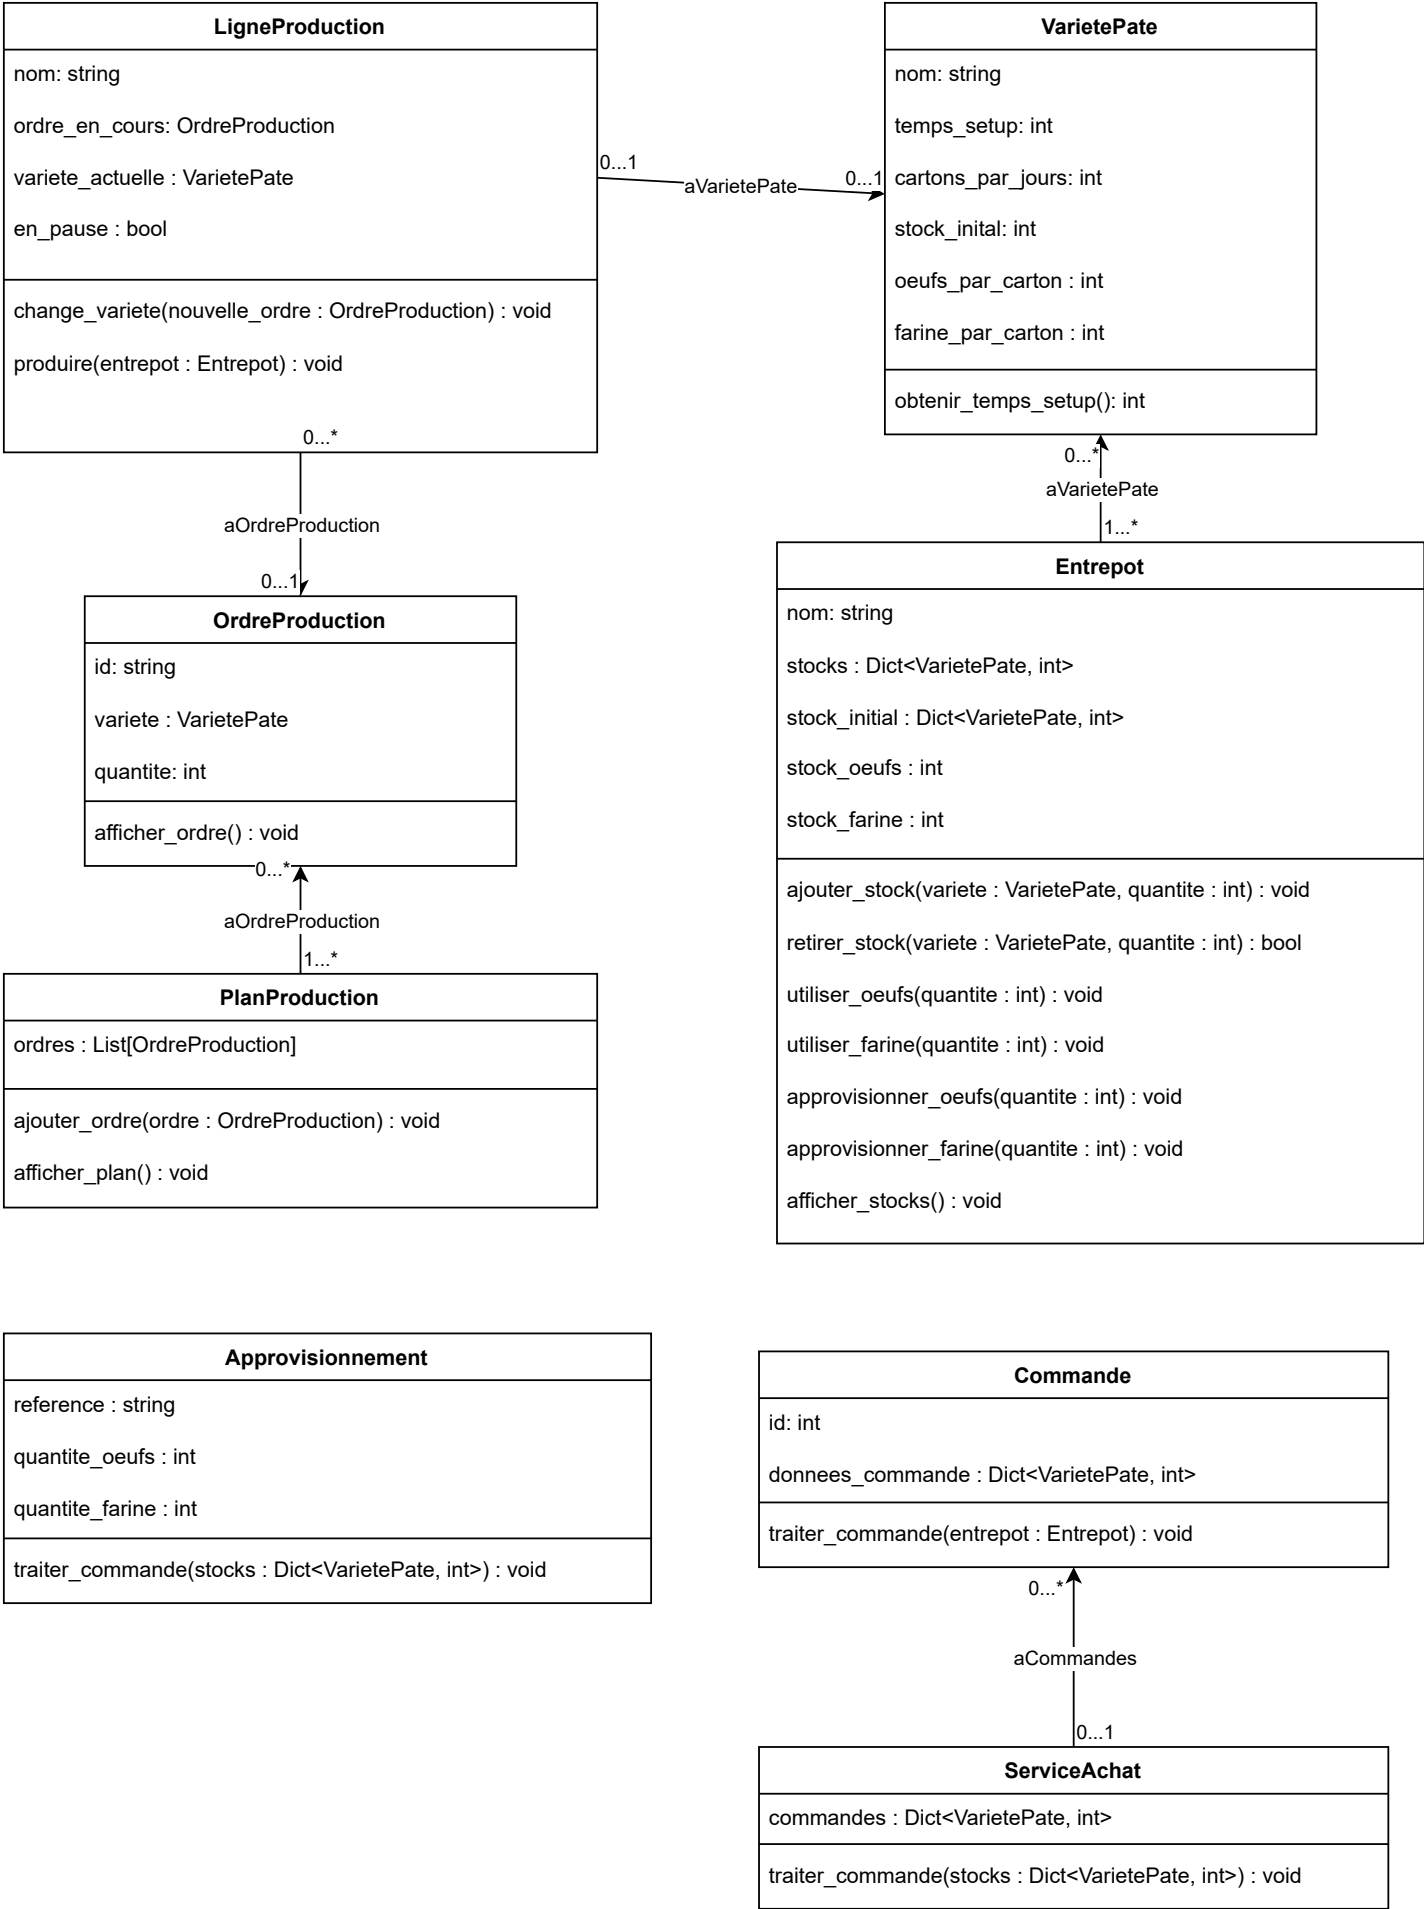 LigneProduction
nom: string
ordre_en_cours: OrdreProduction
variete_actuelle : VarietePate
en_pause : bool
change_variete(nouvelle_ordre : OrdreProduction) : void
produire(entrepot : Entrepot) : void
0...*
0...1
aVarietePate
0...1
VarietePate
nom: string
temps_setup: int
cartons_par_jours: int
stock_inital: int
oeufs_par_carton : int
farine_par_carton : int
obtenir_temps_setup(): int
0...*
aVarietePate
1...*
aOrdreProduction
0...1
OrdreProduction
id: string
variete : VarietePate
quantite: int
afficher_ordre() : void
0...*
aOrdreProduction
1...*
PlanProduction
ordres : List[OrdreProduction]
ajouter_ordre(ordre : OrdreProduction) : void
afficher_plan() : void
Entrepot
nom: string
stocks : Dict<VarietePate, int>
stock_initial : Dict<VarietePate, int>
stock_oeufs : int
stock_farine : int
ajouter_stock(variete : VarietePate, quantite : int) : void
retirer_stock(variete : VarietePate, quantite : int) : bool
utiliser_oeufs(quantite : int) : void
utiliser_farine(quantite : int) : void
approvisionner_oeufs(quantite : int) : void
approvisionner_farine(quantite : int) : void
afficher_stocks() : void
Approvisionnement
reference : string
quantite_oeufs : int
quantite_farine : int
traiter_commande(stocks : Dict<VarietePate, int>) : void
Commande
id: int
donnees_commande : Dict<VarietePate, int>
traiter_commande(entrepot : Entrepot) : void
0...*
aCommandes
0...1
ServiceAchat
commandes : Dict<VarietePate, int>
traiter_commande(stocks : Dict<VarietePate, int>) : void